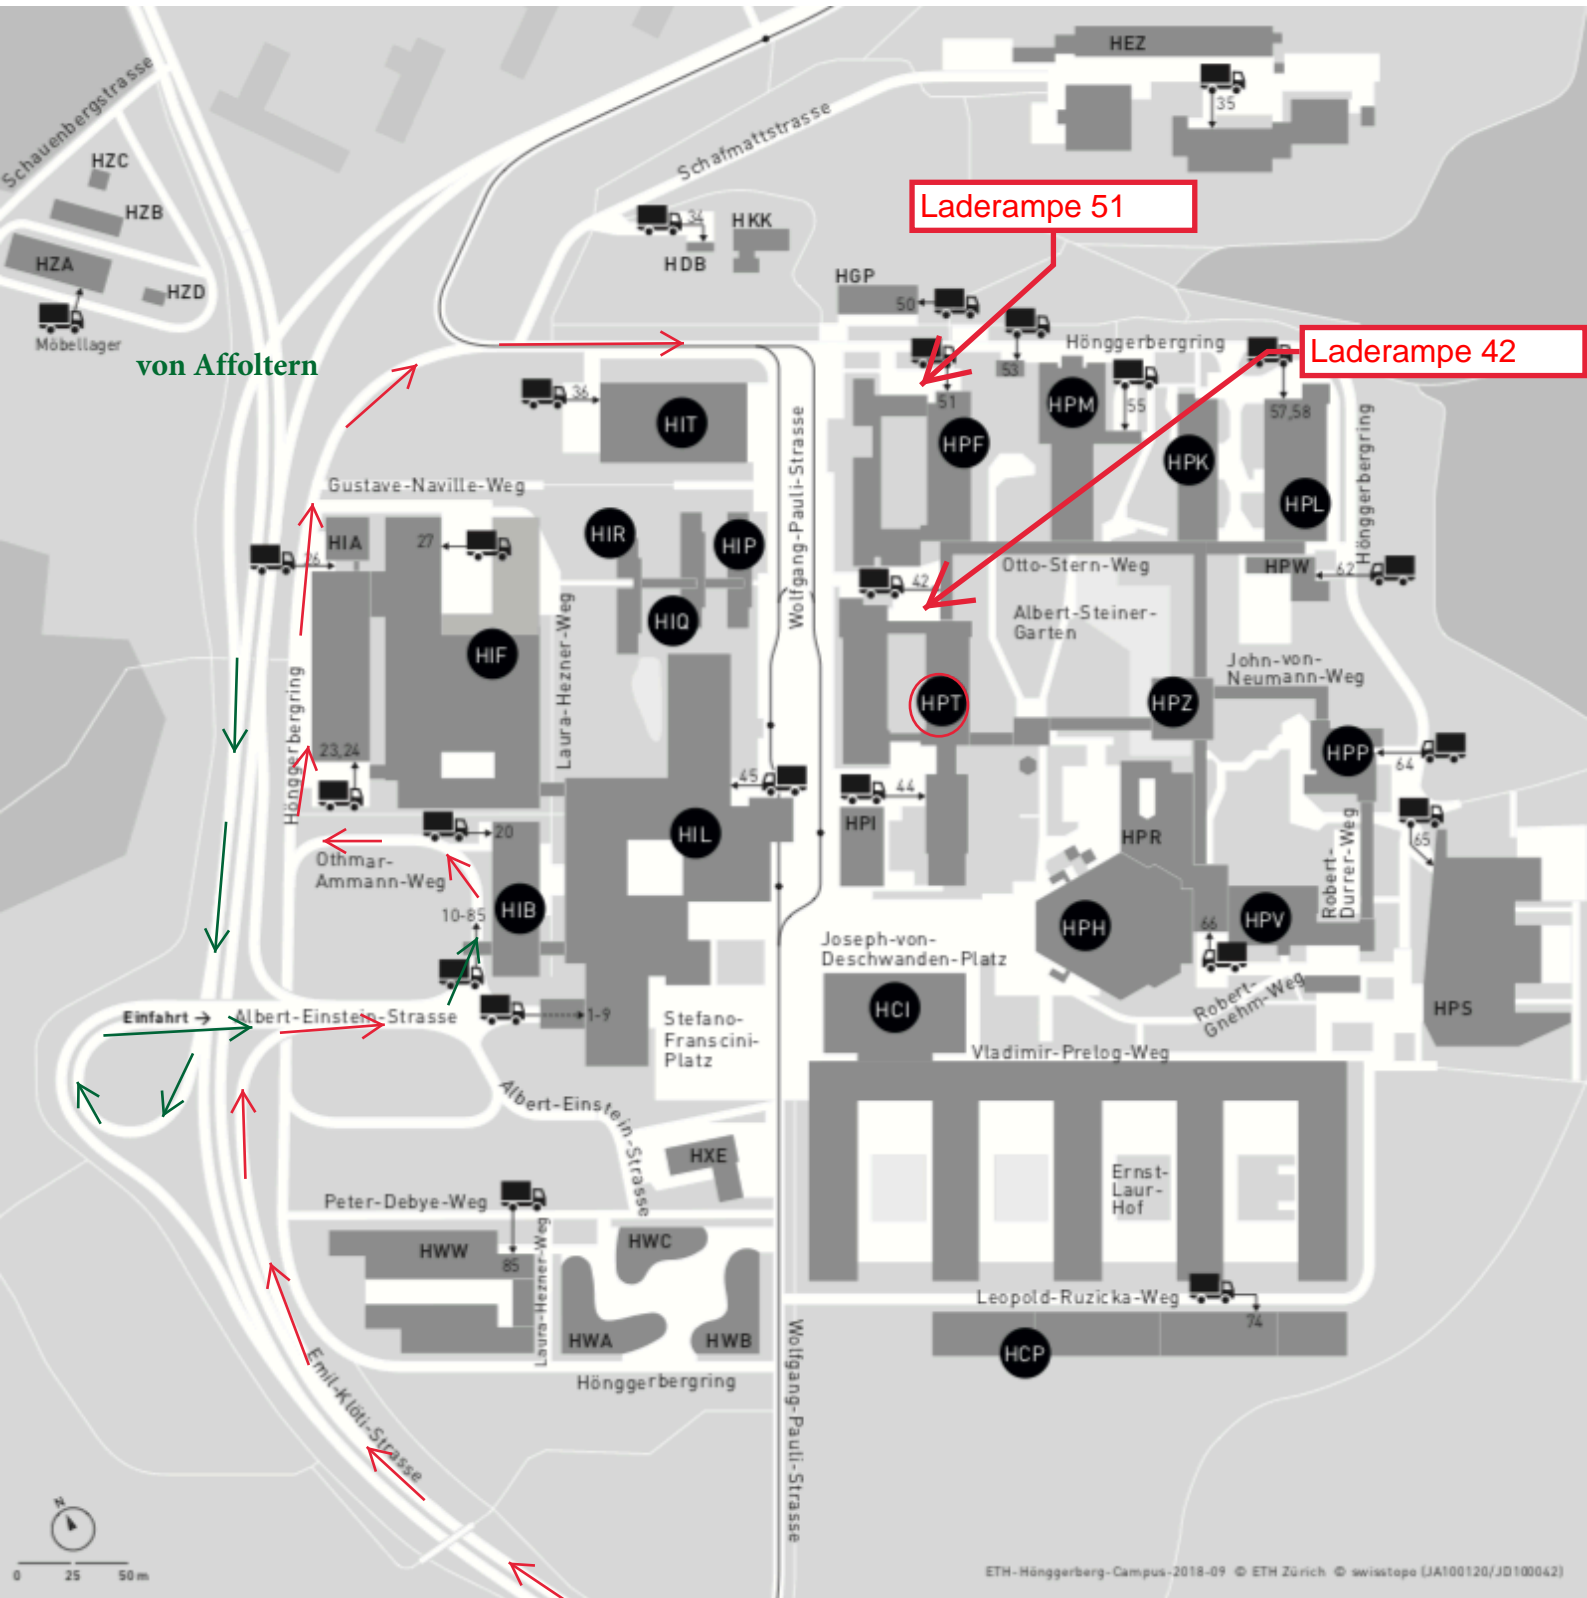 HEZ
35
Schauenbergstrasse
Schafmattstrasse
HZC
HZB
HZA
HZD
Möbellager
von Affoltern
34
HKK
HDB
Laderampe 51
HGP
50
Hönggerbergring
Laderampe 42
53
51
55
57,58
36
HIT
HPF
HPM
HPK
HPL
Hönggerbergring
Wolfgang-Pauli-Strasse
Gustave-Naville-Weg
HIA
26
27
HIR
HIP
HIQ
HIF
Laura-Hezner-Weg
Otto-Stern-Weg
HPW
62
42
Albert-Steiner-
Garten
John-von-
Neumann-Weg
HPT
HPZ
HPP
64
Hönggerbergring
23,24
45
44
HPI
HIL
20
Othmar-
Ammann-Weg
10-85
HIB
HPR
65
Robert-
Durrer-Weg
HPH
66
HPV
Joseph-von-
Deschwanden-Platz
Robert-
Gnehm-Weg
HPS
HCI
Einfahrt →
Albert-Einstein-Strasse
1-9
Stefano-
Franscini-
Platz
Vladimir-Prelog-Weg
Albert-Einstein-Strasse
HXE
Ernst-
Laur-
Hof
Peter-Debye-Weg
HWW
85
Laura-Hezner-Weg
HWC
HWA
HWB
Leopold-Ruzicka-Weg
74
HCP
Hönggerbergring
Wolfgang-Pauli-Strasse
Emil-Klöti-Strasse
N
0 25 50 m
ETH-Hönggerberg-Campus-2018-09 © ETH Zürich © swisstopo (JA100120/JD100042)